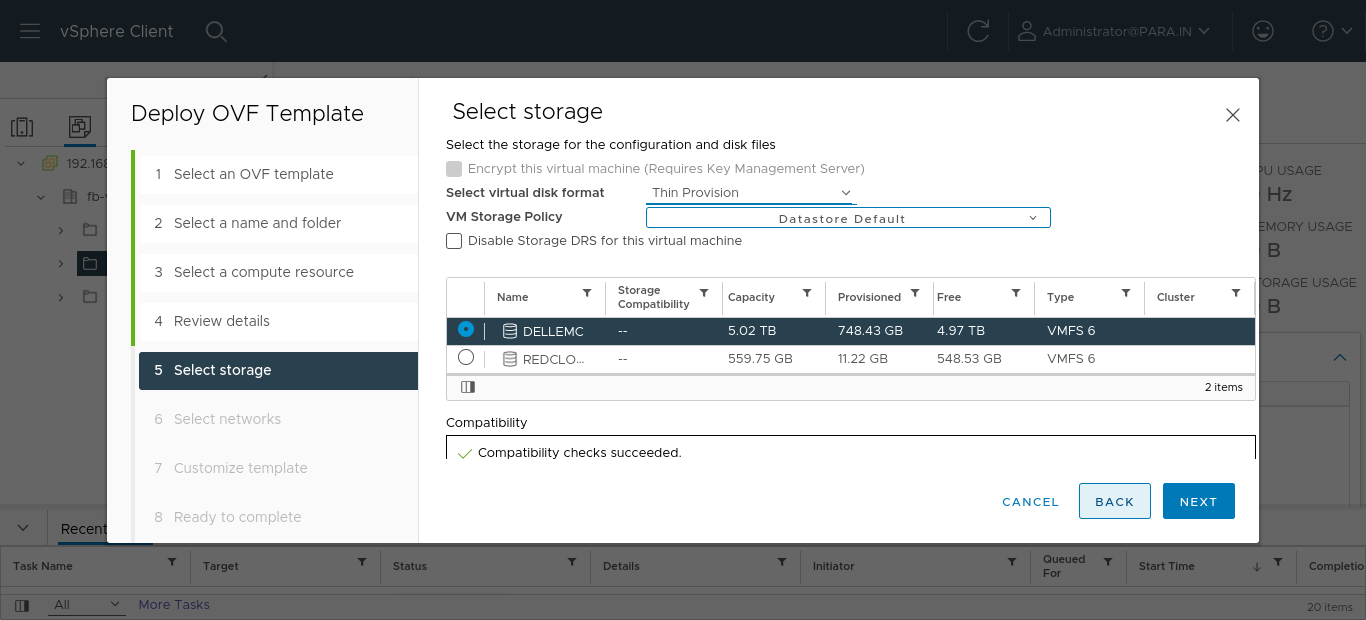 vSphere Client
Administrator@PARA.IN
Deploy OVF Template
1 Select an OVF template
2 Select a name and folder
3 Select a compute resource
4 Review details
5 Select storage
6 Select networks
7 Customize template
8 Ready to complete
Select storage
Select the storage for the configuration and disk files
Encrypt this virtual machine (Requires Key Management Server)
Select virtual disk format Thin Provision
VM Storage Policy Datastore Default
Disable Storage DRS for this virtual machine
Name Storage Compatibility Capacity Provisioned Free Type Cluster
DELLEMC -- 5.02 TB 748.43 GB 4.97 TB VMFS 6
REDCLO... -- 559.75 GB 11.22 GB 548.53 GB VMFS 6
2 items
Compatibility
Compatibility checks succeeded.
CANCEL BACK NEXT
192.168
fb-
PU USAGE
Hz
EMORY USAGE
B
TORAGE USAGE
B
Recent
Task Name Target Status Details Initiator Queued For Start Time Completio
All More Tasks 20 items